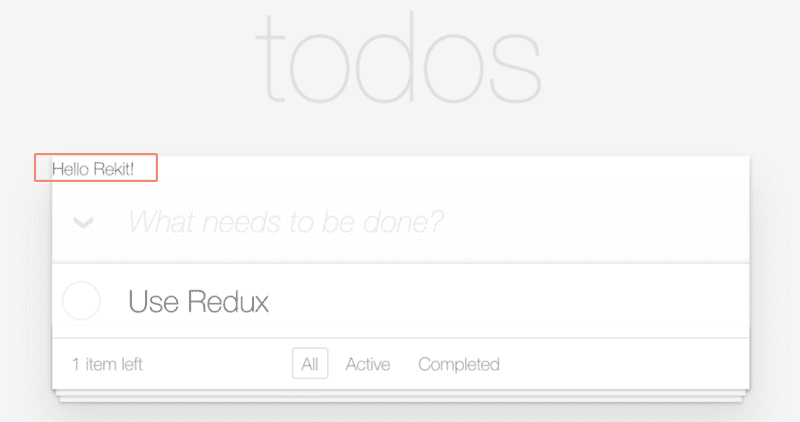 todos
Hello Rekit!
What needs to be done?
Use Redux
1 item left All Active Completed